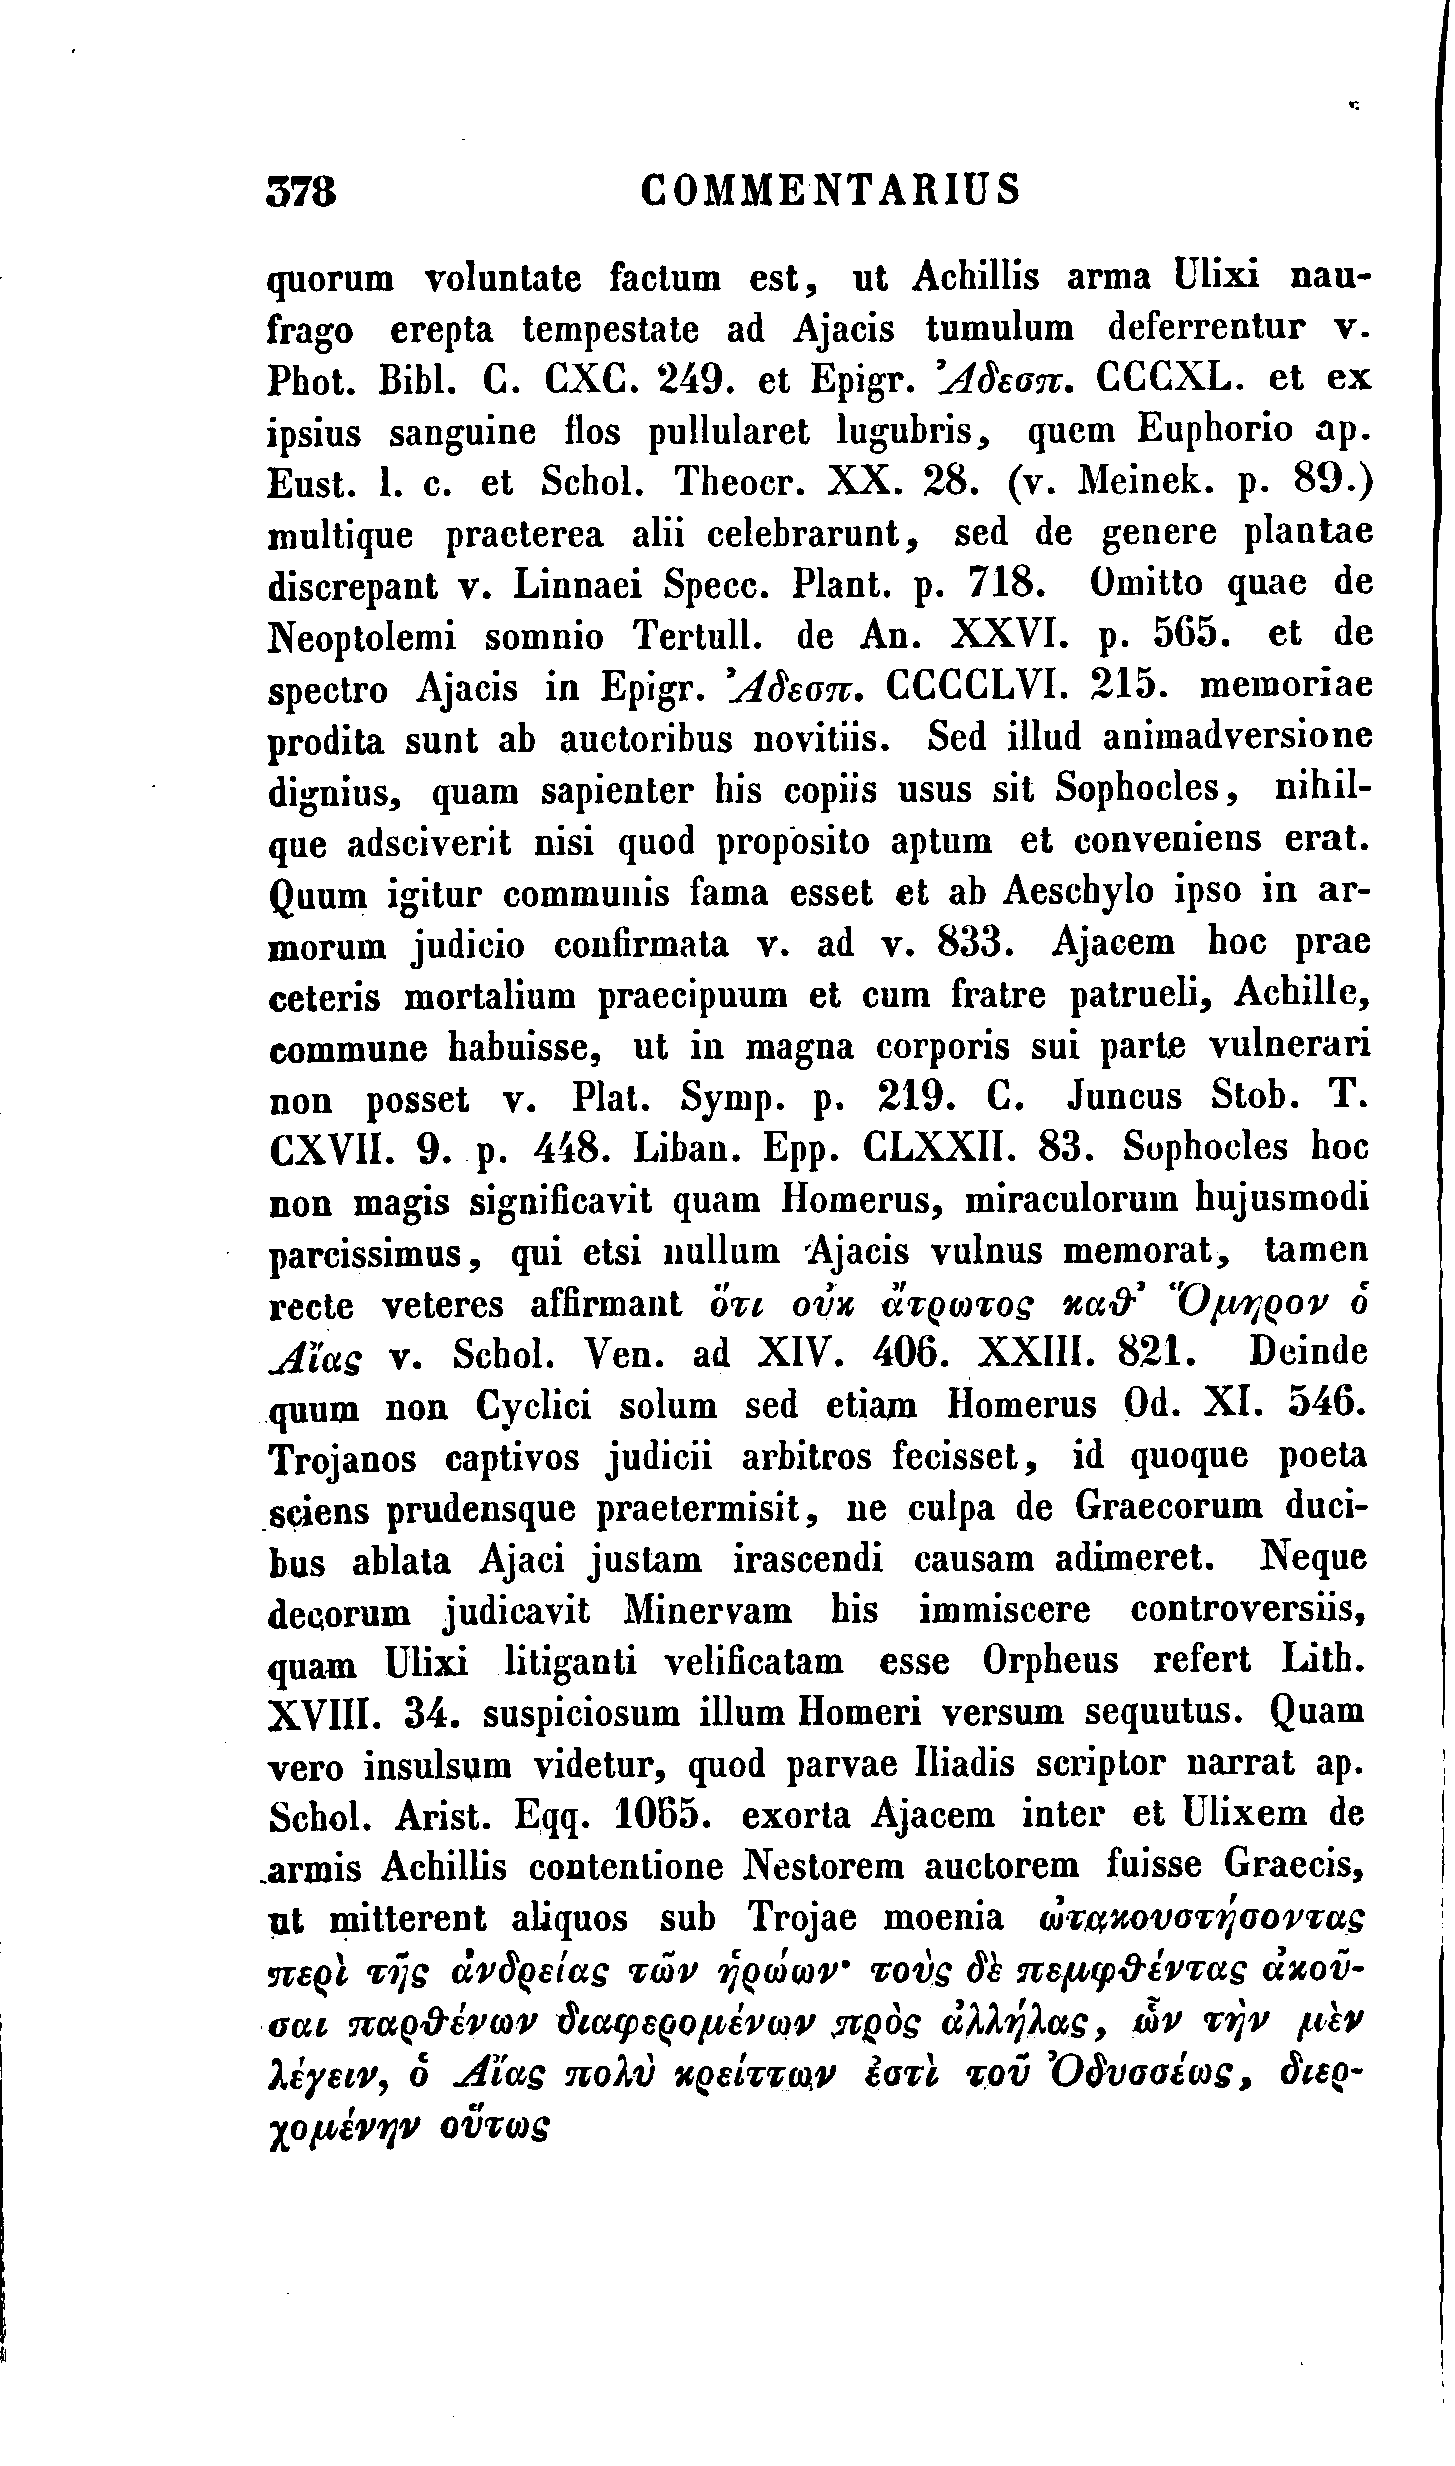 378 COMMENTARIUS
quorum voluntate factum est, ut Achillis arma Ulixi nau-
frago erepta tempestate ad Ajacis tumulum deferrentur v.
Phot. Bibl. C. CXC. 249. et Epigr. Ἀδεσπ. CCCXL. et ex
ipsius sanguine flos pullularet lugubris, quem Euphorio ap.
Eust. l. c. et Schol. Theocr. XX. 28. (v. Meinek. p. 89.)
multique praeterea alii celebrarunt, sed de genere plantae
discrepant v. Linnaei Specc. Plant. p. 718. Omitto quae de
Neoptolemi somnio Tertull. de An. XXVI. p. 565. et de
spectro Ajacis in Epigr. Ἀδεσπ. CCCCLVI. 215. memoriae
prodita sunt ab auctoribus novitiis. Sed illud animadversione
dignius, quam sapienter his copiis usus sit Sophocles, nihil-
que adsciverit nisi quod proposito aptum et conveniens erat.
Quum igitur communis fama esset et ab Aeschylo ipso in ar-
morum judicio confirmata v. ad v. 833. Ajacem hoc prae
ceteris mortalium praecipuum et cum fratre patrueli, Achille,
commune habuisse, ut in magna corporis sui parte vulnerari
non posset v. Plat. Symp. p. 219. C. Juncus Stob. T.
CXVII. 9. p. 448. Liban. Epp. CLXXII. 83. Sophocles hoc
non magis significavit quam Homerus, miraculorum hujusmodi
parcissimus, qui etsi nullum Ajacis vulnus memorat, tamen
recte veteres affirmant ὅτι οὐκ ἄτρωτος καθ’ Ὅμηρον ὁ
Αἴας v. Schol. Ven. ad XIV. 406. XXIII. 821. Deinde
quum non Cyclici solum sed etiam Homerus Od. XI. 546.
Trojanos captivos judicii arbitros fecisset, id quoque poeta
sciens prudensque praetermisit, ne culpa de Graecorum duci-
bus ablata Ajaci justam irascendi causam adimeret. Neque
decorum judicavit Minervam his immiscere controversiis,
quam Ulixi litiganti velificatam esse Orpheus refert Lith.
XVIII. 34. suspiciosum illum Homeri versum sequutus. Quam
vero insulsum videtur, quod parvae Iliadis scriptor narrat ap.
Schol. Arist. Eqq. 1065. exorta Ajacem inter et Ulixem de
armis Achillis contentione Nestorem auctorem fuisse Graecis,
ut mitterent aliquos sub Trojae moenia ὠτακουστήσοντας
περὶ τῆς ἀνδρείας τῶν ἡρώων· τοὺς δὲ πεμφθέντας ἀκοῦ-
σαι παρθένων διαφερομένων πρὸς ἀλλήλας, ὧν τὴν μὲν
λέγειν, ὁ Αἴας πολὺ κρείττων ἐστὶ τοῦ Ὀδυσσέως, διερ-
χομένην οὕτως